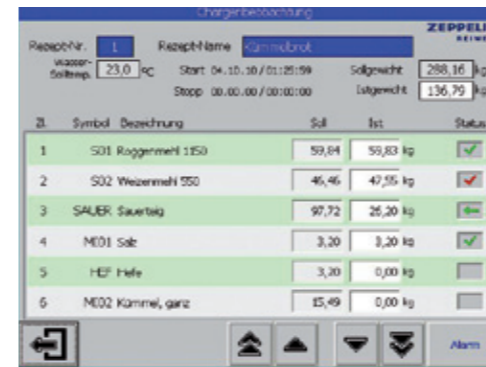 Chargenbeobachtung
ZEPPELI
REIME
Rezept-Nr. 1 Rezept-Name Kümmelbrot
Wasser-Solltemp. 23,0 °C Start 04.10.10/01:25:59 Sollgewicht 288,16 kg
Stopp 00.00.00/00:00:00 Istgewicht 136,79 kg
Zl. Symbol Bezeichnung Soll Ist Status
1 S01 Roggenmehl 1150 59,84 59,83 kg
2 S02 Weizenmehl 550 46,46 47,55 kg
3 SAUER Sauerteig 97,72 26,20 kg
4 ME01 Salz 3,20 3,20 kg
5 HEF Hefe 3,20 0,00 kg
6 ME02 Kümmel, ganz 15,49 0,00 kg
Alarm